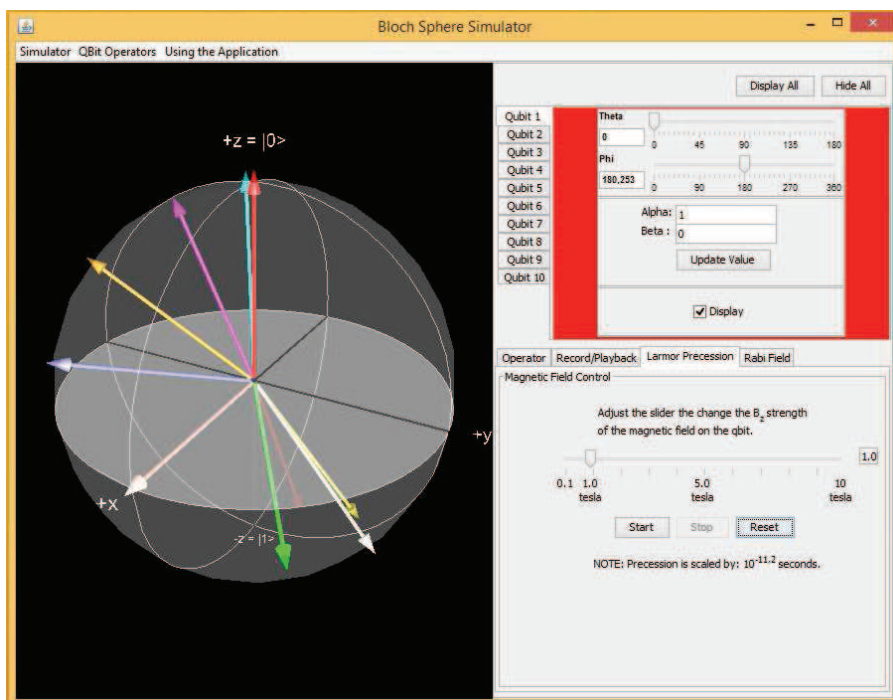 Bloch Sphere Simulator
Simulator QBit Operators Using the Application
Display All Hide All
+z = |0>
+y
+x
-z = |1>
Qubit 1
Qubit 2
Qubit 3
Qubit 4
Qubit 5
Qubit 6
Qubit 7
Qubit 8
Qubit 9
Qubit 10
Theta
0
0 45 90 135 180
Phi
180,253
0 90 180 270 360
Alpha: 1
Beta : 0
Update Value
Display
Operator Record/Playback Larmor Precession Rabi Field
Magnetic Field Control
Adjust the slider the change the B₂ strength
of the magnetic field on the qbit.
1.0
0.1 1.0 5.0 10
tesla tesla tesla
Start Stop Reset
NOTE: Precession is scaled by: 10^-11.2 seconds.